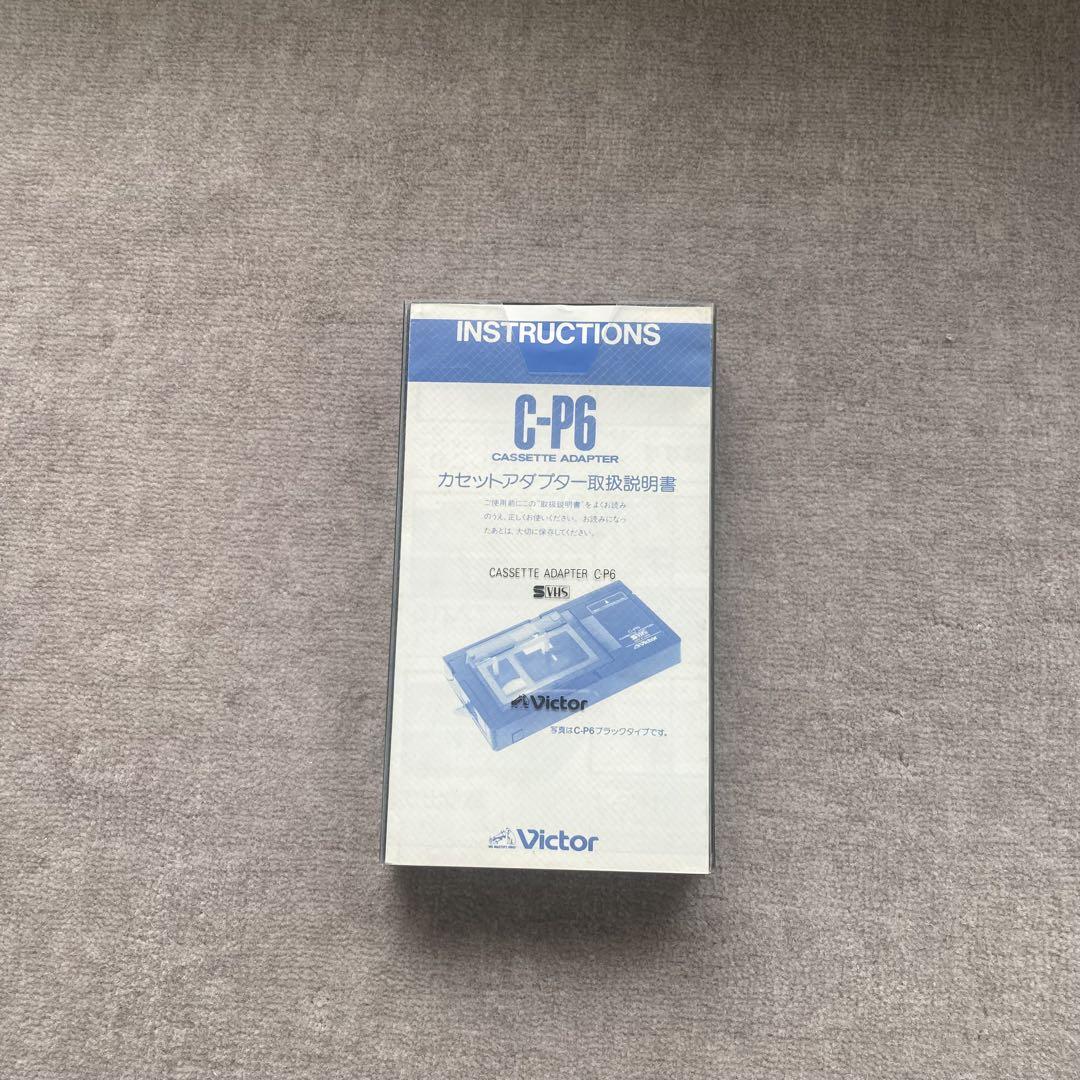 INSTRUCTIONS
C-P6
CASSETTE ADAPTER
カセットアダプター取扱説明書
ご使用前にこの"取扱説明書"をよくお読み
のうえ、正しくお使いください。お読みになっ
たあとは、大切に保存してください。
CASSETTE ADAPTER C-P6
S VHS
C-P6
S VHS
Victor
Victor
写真はC-P6ブラックタイプです。
Victor